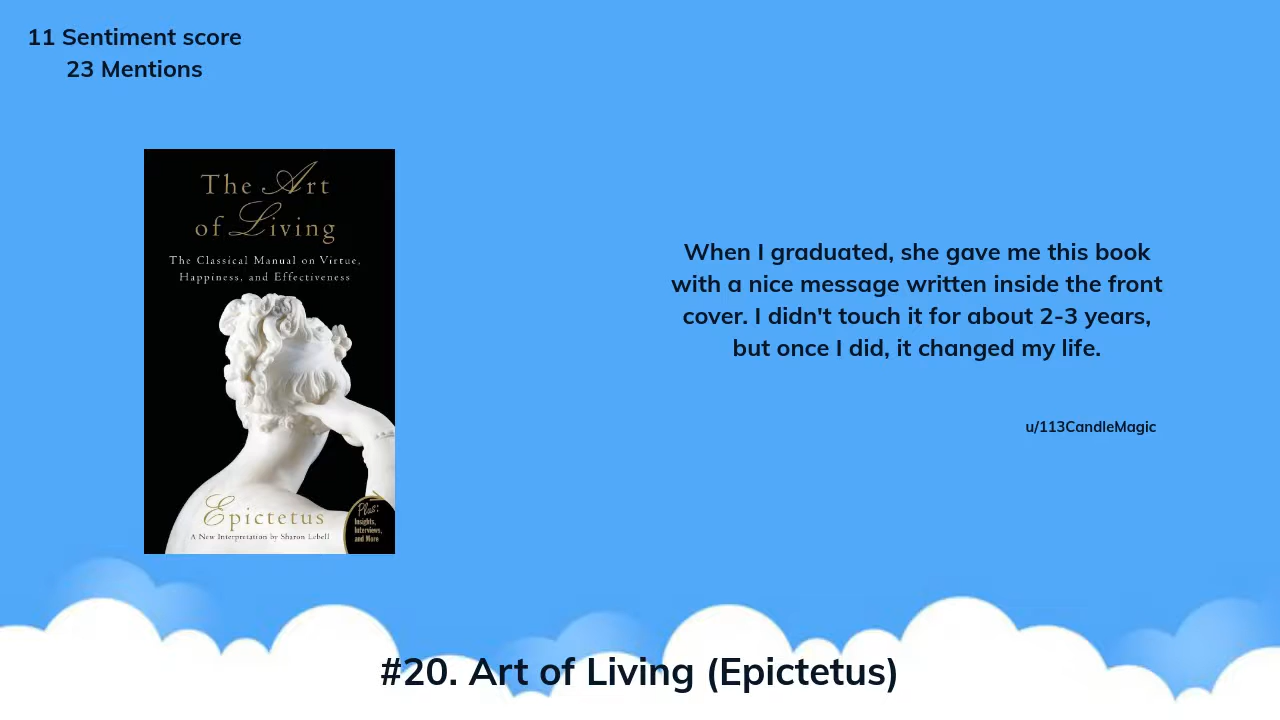 11 Sentiment score
23 Mentions
The Art
of Living
The Classical Manual on Virtue,
Happiness, and Effectiveness
Epictetus
A New Interpretation by Sharon Lebell
Plus:
Insights,
Interviews,
and More
When I graduated, she gave me this book
with a nice message written inside the front
cover. I didn't touch it for about 2-3 years,
but once I did, it changed my life.
u/113CandleMagic
#20. Art of Living (Epictetus)